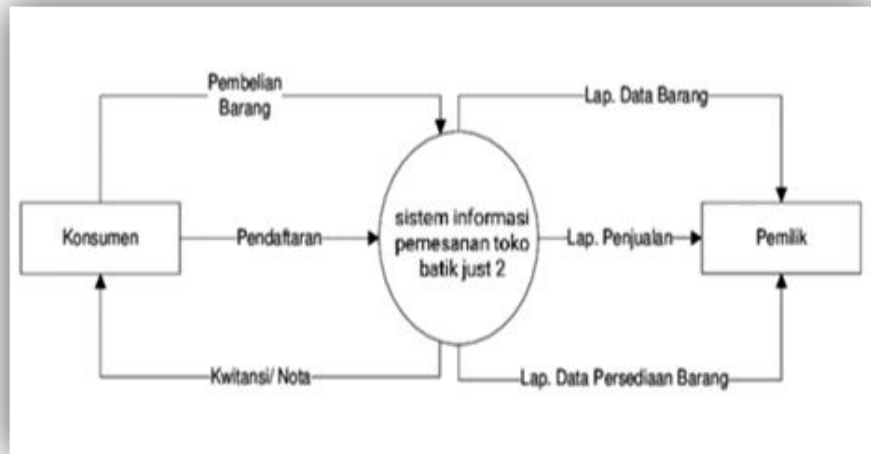 Pembelian
Barang
Lap. Data Barang
Konsumen
Pendaftaran
sistem informasi
pemesanan toko
batik just 2
Lap. Penjualan
Pemilik
Kwitansi/ Nota
Lap. Data Persediaan Barang